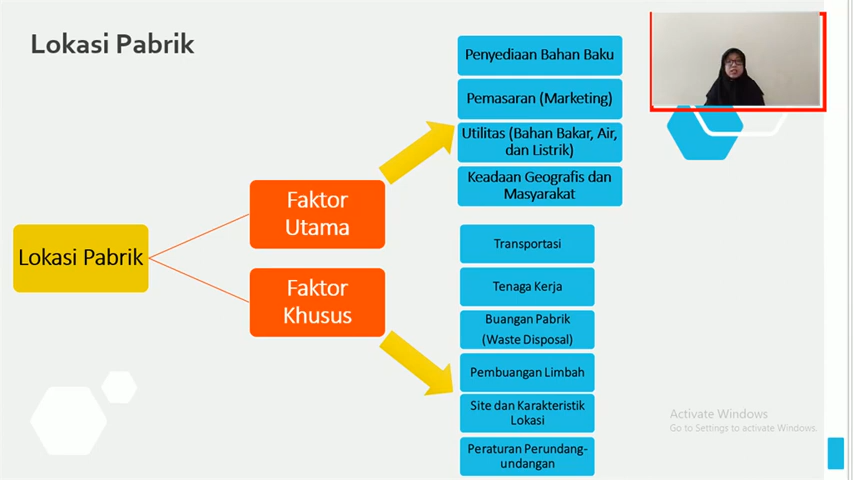 Lokasi Pabrik
Lokasi Pabrik
Faktor
Utama
Faktor
Khusus
Penyediaan Bahan Baku
Pemasaran (Marketing)
Utilitas (Bahan Bakar, Air,
dan Listrik)
Keadaan Geografis dan
Masyarakat
Transportasi
Tenaga Kerja
Buangan Pabrik
(Waste Disposal)
Pembuangan Limbah
Site dan Karakteristik
Lokasi
Peraturan Perundang-
undangan
Activate Windows
Go to Settings to activate Windows.